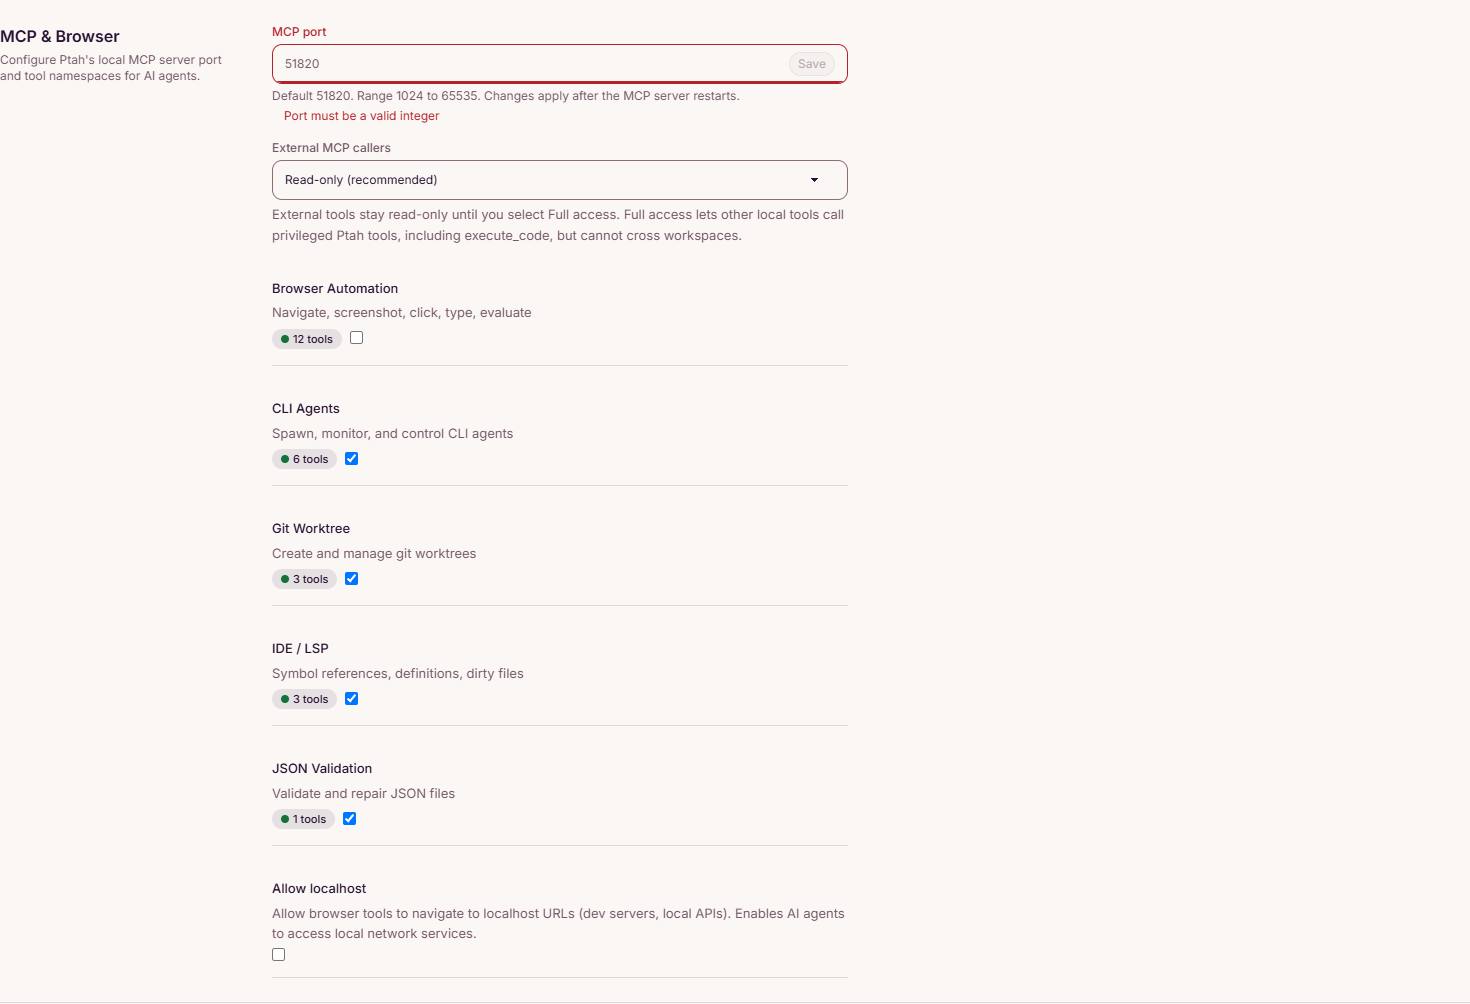 MCP & Browser
Configure Ptah's local MCP server port
and tool namespaces for AI agents.
MCP port
51820
Save
Default 51820. Range 1024 to 65535. Changes apply after the MCP server restarts.
Port must be a valid integer
External MCP callers
Read-only (recommended)
External tools stay read-only until you select Full access. Full access lets other local tools call
privileged Ptah tools, including execute_code, but cannot cross workspaces.
Browser Automation
Navigate, screenshot, click, type, evaluate
12 tools
CLI Agents
Spawn, monitor, and control CLI agents
6 tools
Git Worktree
Create and manage git worktrees
3 tools
IDE / LSP
Symbol references, definitions, dirty files
3 tools
JSON Validation
Validate and repair JSON files
1 tools
Allow localhost
Allow browser tools to navigate to localhost URLs (dev servers, local APIs). Enables AI agents
to access local network services.